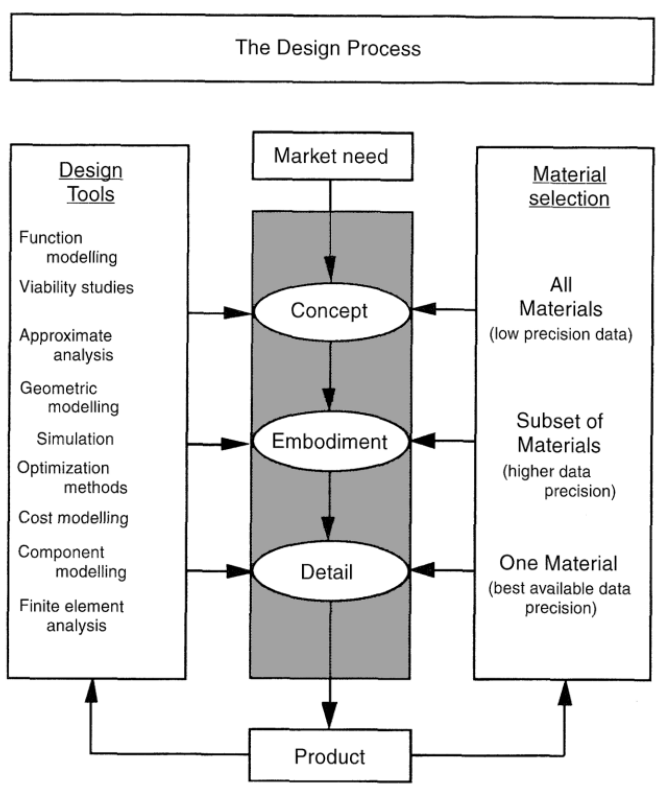 The Design Process
Design
Tools
Function
modelling
Viability studies
Approximate
analysis
Geometric
modelling
Simulation
Optimization
methods
Cost modelling
Component
modelling
Finite element
analysis
Market need
Concept
Embodiment
Detail
Product
Material
selection
All
Materials
(low precision data)
Subset of
Materials
(higher data
precision)
One Material
(best available data
precision)